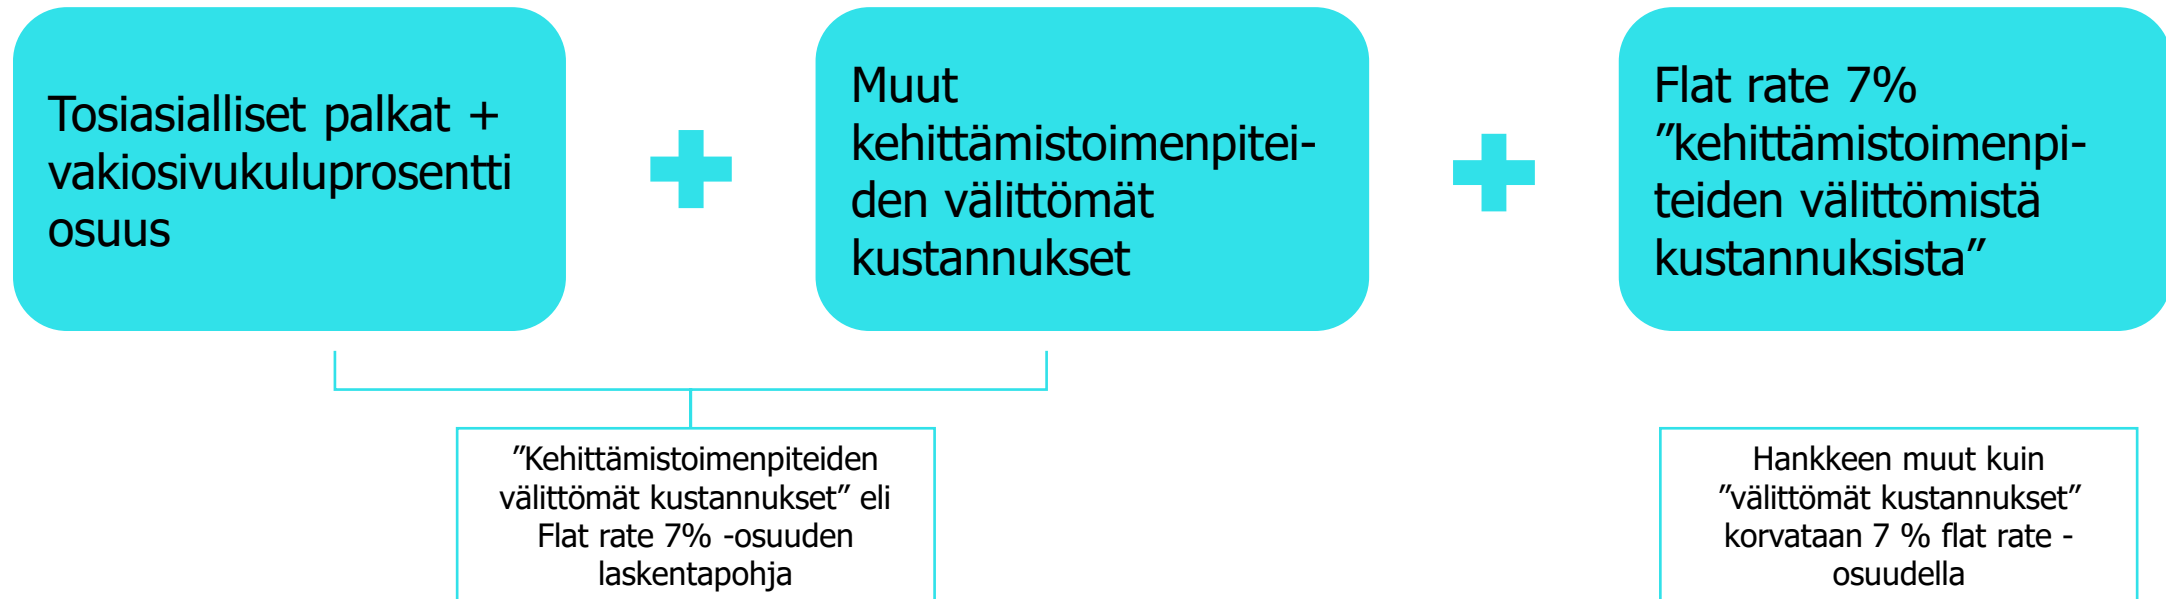 Tosiasialliset palkat +
vakiosivukuluprosentti
osuus
Muut
kehittämistoimenpitei-
den välittömät
kustannukset
Flat rate 7%
”kehittämistoimenpi-
teiden välittömistä
kustannuksista”
”Kehittämistoimenpiteiden
välittömät kustannukset” eli
Flat rate 7% -osuuden
laskentapohja
Hankkeen muut kuin
”välittömät kustannukset”
korvataan 7 % flat rate -
osuudella